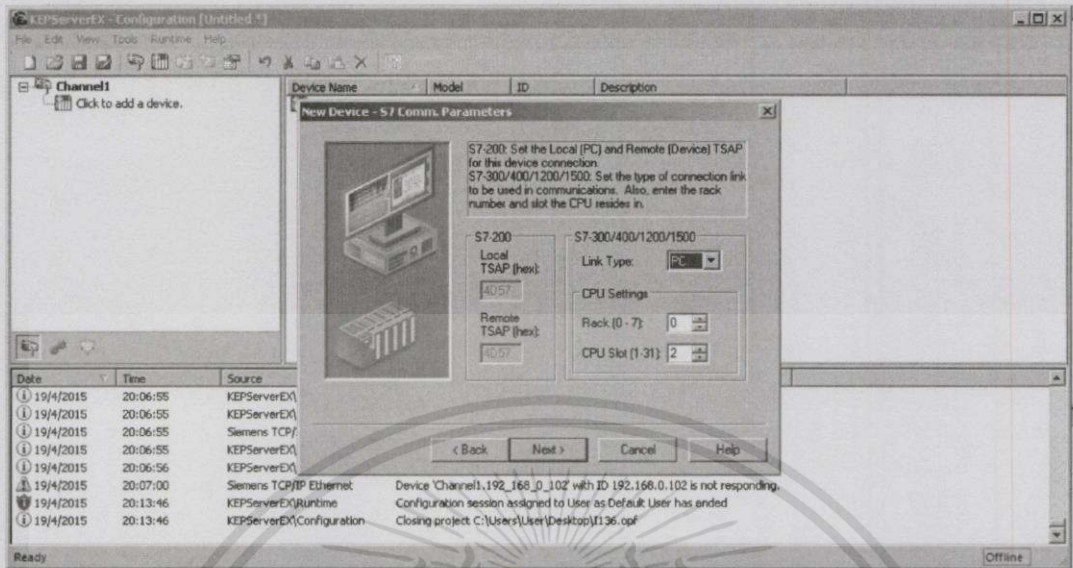 KEPServerEX - Configuration [Untitled *]
File Edit View Tools Runtime Help
Channel1
Click to add a device.
Device Name Model ID Description
New Device - S7 Comm. Parameters
S7-200: Set the Local (PC) and Remote (Device) TSAP
for this device connection.
S7-300/400/1200/1500: Set the type of connection link
to be used in communications. Also, enter the rack
number and slot the CPU resides in.
S7-200
Local
TSAP (hex):
4D57
Remote
TSAP (hex):
4D57
S7-300/400/1200/1500
Link Type: PC
CPU Settings
Rack (0 - 7): 0
CPU Slot (1-31): 2
< Back Next > Cancel Help
Date Time Source
19/4/2015 20:06:55 KEPServerEX\
19/4/2015 20:06:55 KEPServerEX\
19/4/2015 20:06:55 Siemens TCP/
19/4/2015 20:06:55 KEPServerEX\
19/4/2015 20:06:56 KEPServerEX\
19/4/2015 20:07:00 Siemens TCP/IP Ethernet Device 'Channel1.192_168_0_102' with ID 192.168.0.102 is not responding.
19/4/2015 20:13:46 KEPServerEX\Runtime Configuration session assigned to User as Default User has ended
19/4/2015 20:13:46 KEPServerEX\Configuration Closing project C:\Users\User\Desktop\I136.opf
Ready Offline